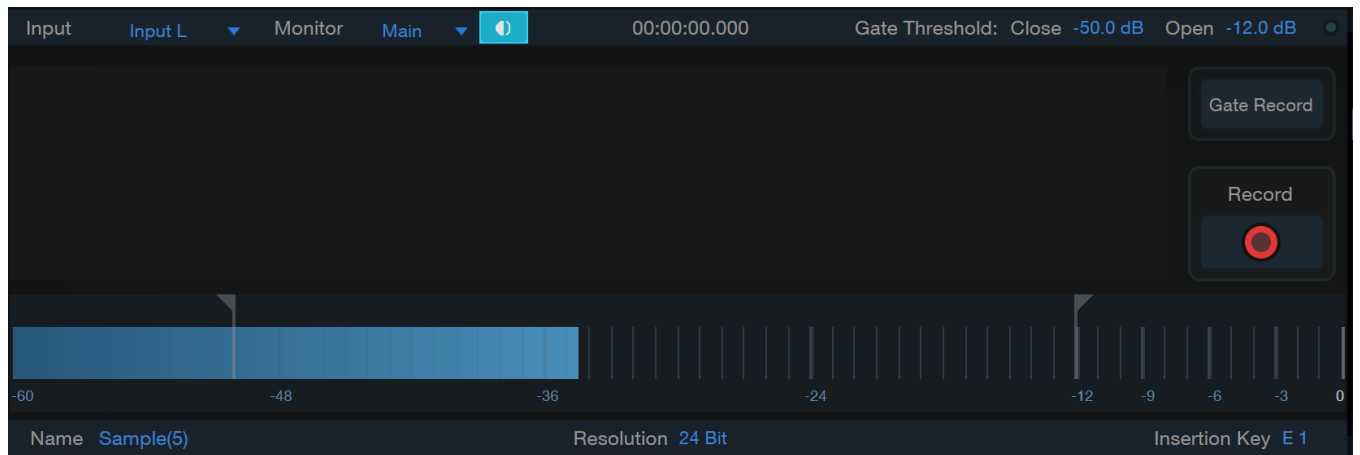 Input Input L Monitor Main 00:00:00.000 Gate Threshold: Close -50.0 dB Open -12.0 dB
Gate Record
Record
-60 -48 -36 -24 -12 -9 -6 -3 0
Name Sample(5) Resolution 24 Bit Insertion Key E 1